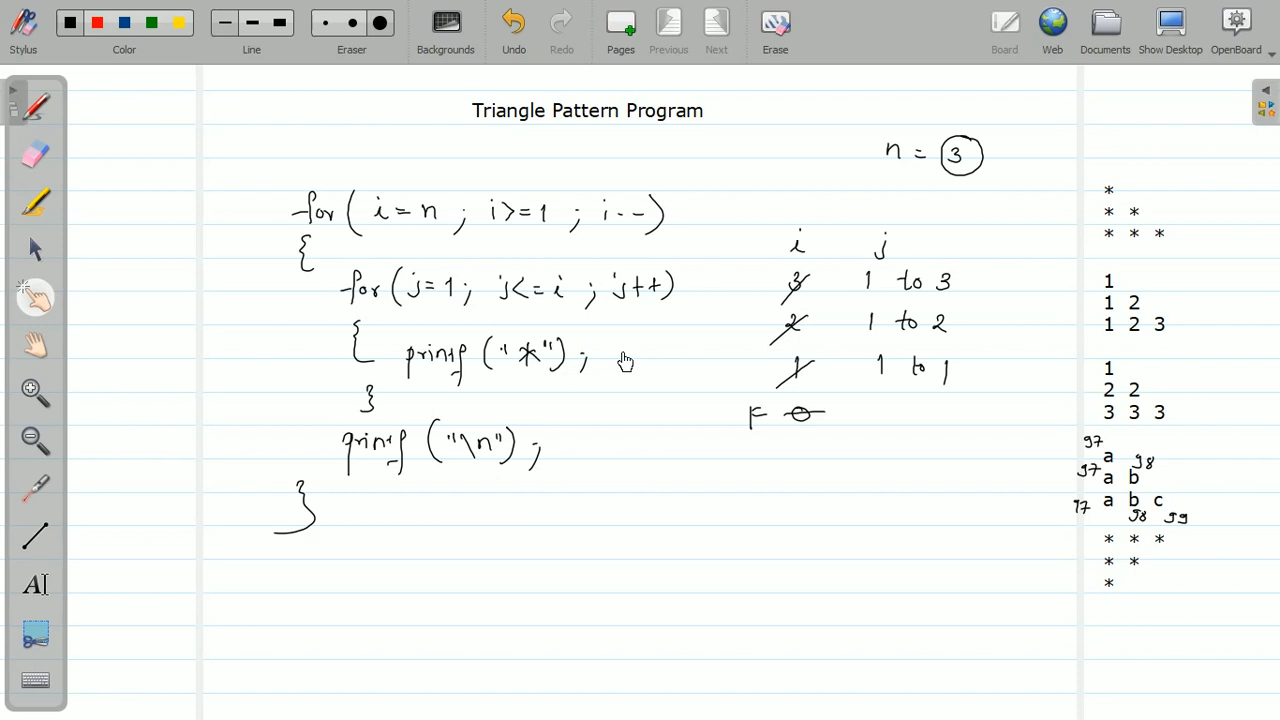 Stylus Color Line Eraser Backgrounds Undo Redo Pages Previous Next Erase Board Web Documents Show Desktop OpenBoard
Triangle Pattern Program
n = 3
for ( i = n ; i >= 1 ; i-- )
{
for ( j = 1 ; j <= i ; j++ )
{ printf ( " * " ) ;
}
printf ( "\n" ) ;
}
i j
3 1 to 3
2 1 to 2
1 1 to 1
F 0
*
* *
* * *
1
1 2
1 2 3
1
2 2
3 3 3
97
a
97 98
a b
97 a b c
98 99
* * *
* *
*
AI